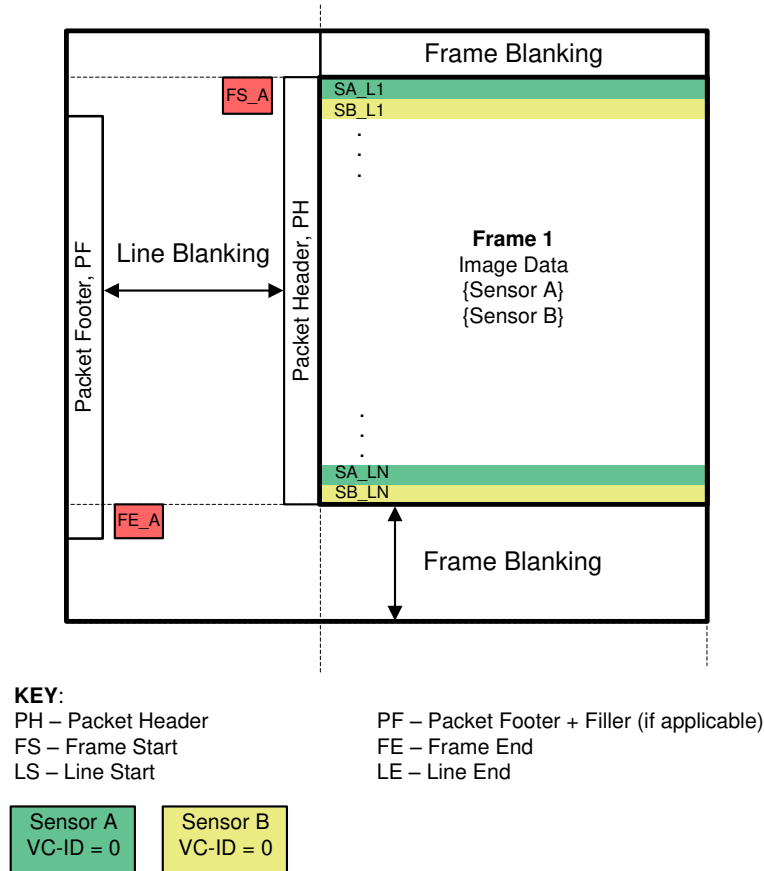 Frame Blanking
FS_A
SA_L1
SB_L1
.
.
.
Packet Footer, PF
Line Blanking
Packet Header, PH
Frame 1
Image Data
{Sensor A}
{Sensor B}
.
.
.
SA_LN
SB_LN
FE_A
Frame Blanking
KEY:
PH – Packet Header
PF – Packet Footer + Filler (if applicable)
FS – Frame Start
FE – Frame End
LS – Line Start
LE – Line End
Sensor A
VC-ID = 0
Sensor B
VC-ID = 0